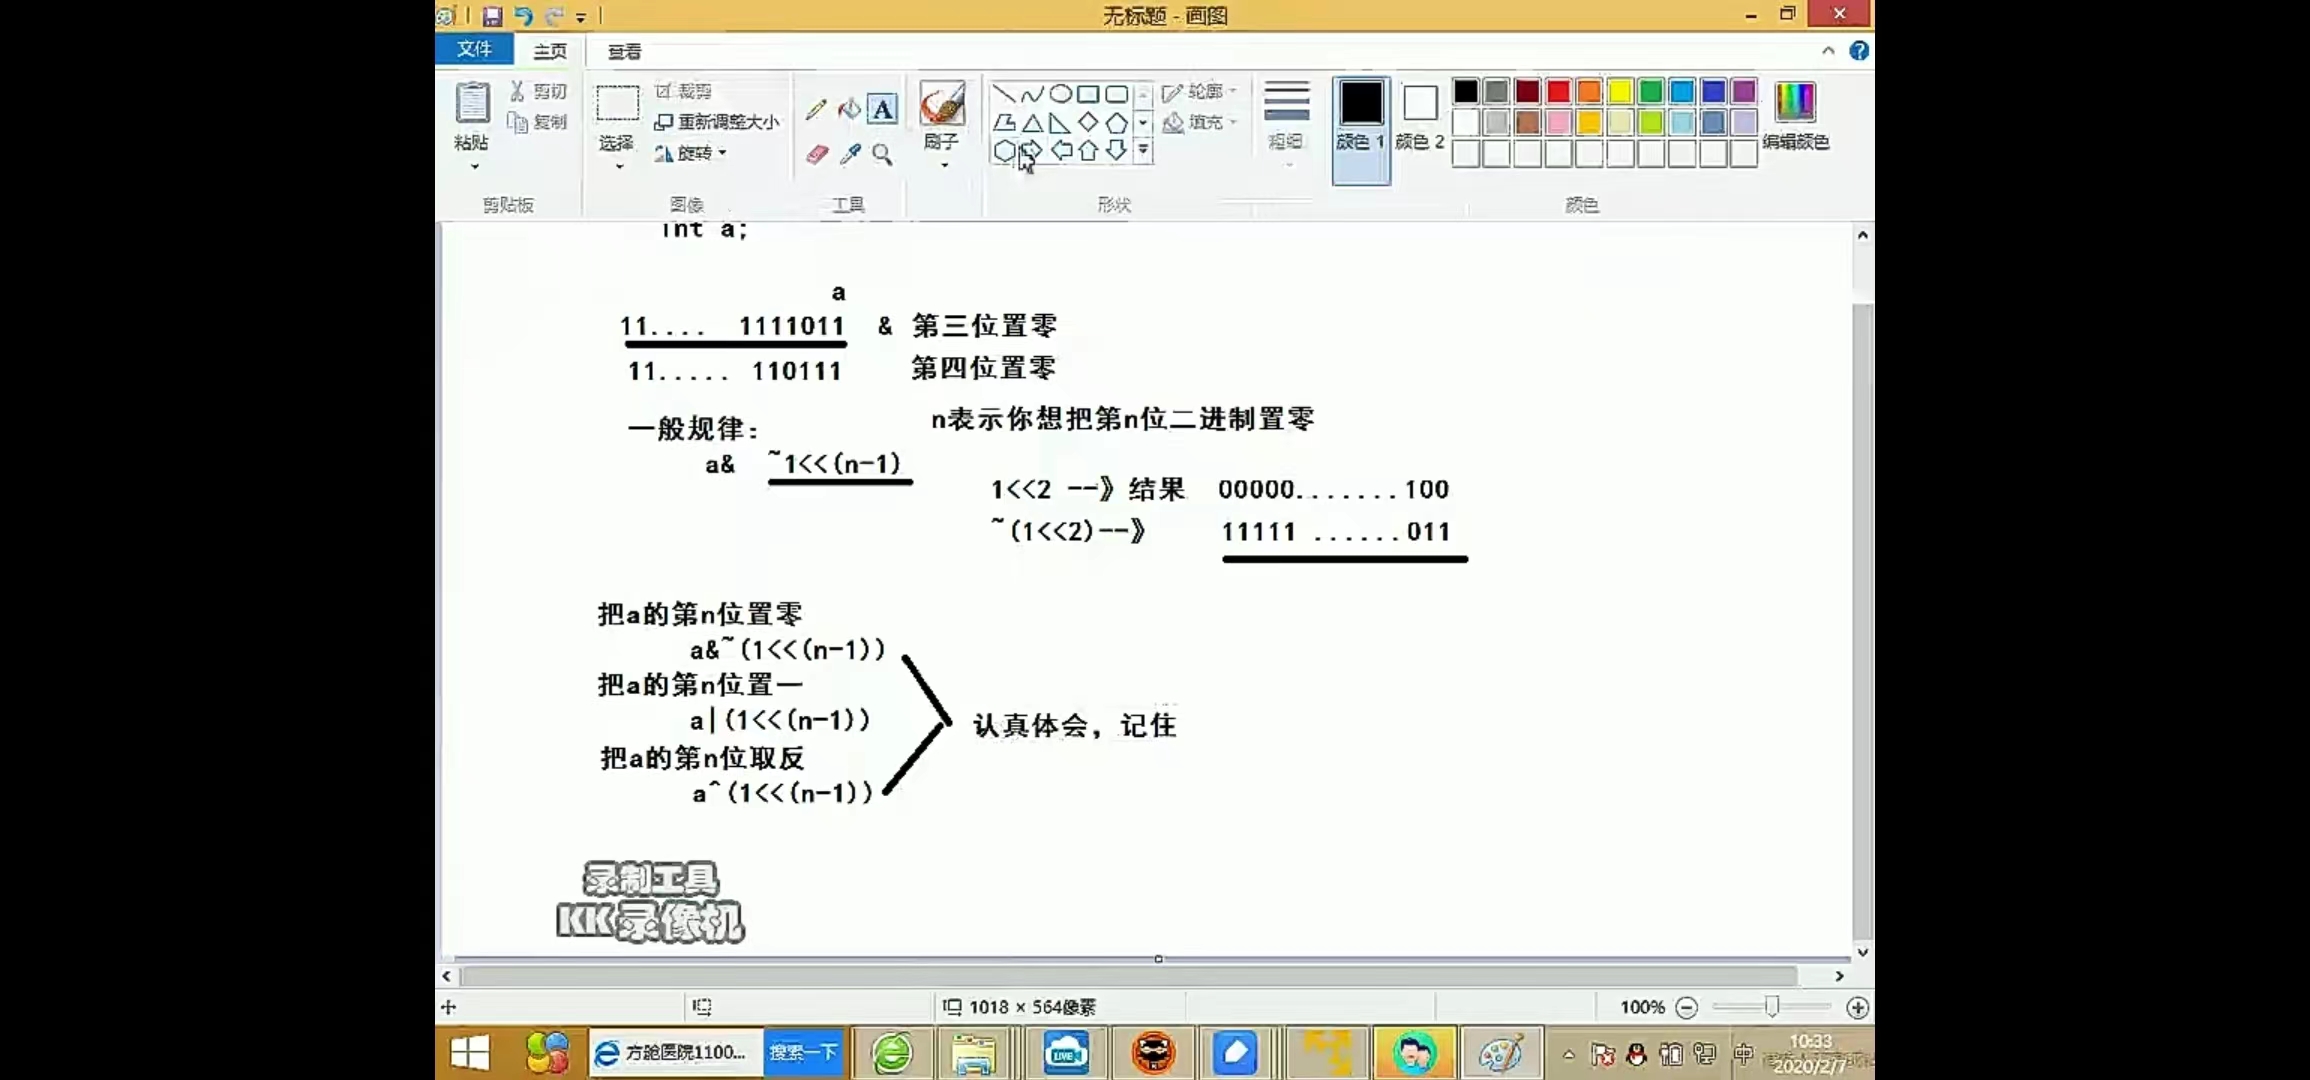 无标题 - 画图
文件 主页 查看
粘贴 剪切 复制
选择 裁剪 重新调整大小 旋转
A
刷子
轮廓 填充
粗细
颜色 1 颜色 2
编辑颜色
剪贴板 图像 工具 形状 颜色
int a;
a
11.... 1111011 & 第三位置零
11..... 110111 第四位置零
一般规律: n表示你想把第n位二进制置零
a& ~1<<(n-1)
1<<2 --》结果 00000.......100
~(1<<2)--》 11111 ......011
把a的第n位置零
a&~(1<<(n-1))
把a的第n位置一
a|(1<<(n-1))
认真体会，记住
把a的第n位取反
a^(1<<(n-1))
录制工具
KK录像机
1018 × 564像素 100%
方舱医院1100... 搜索一下 LIVE 中 10:33
2020/2/7